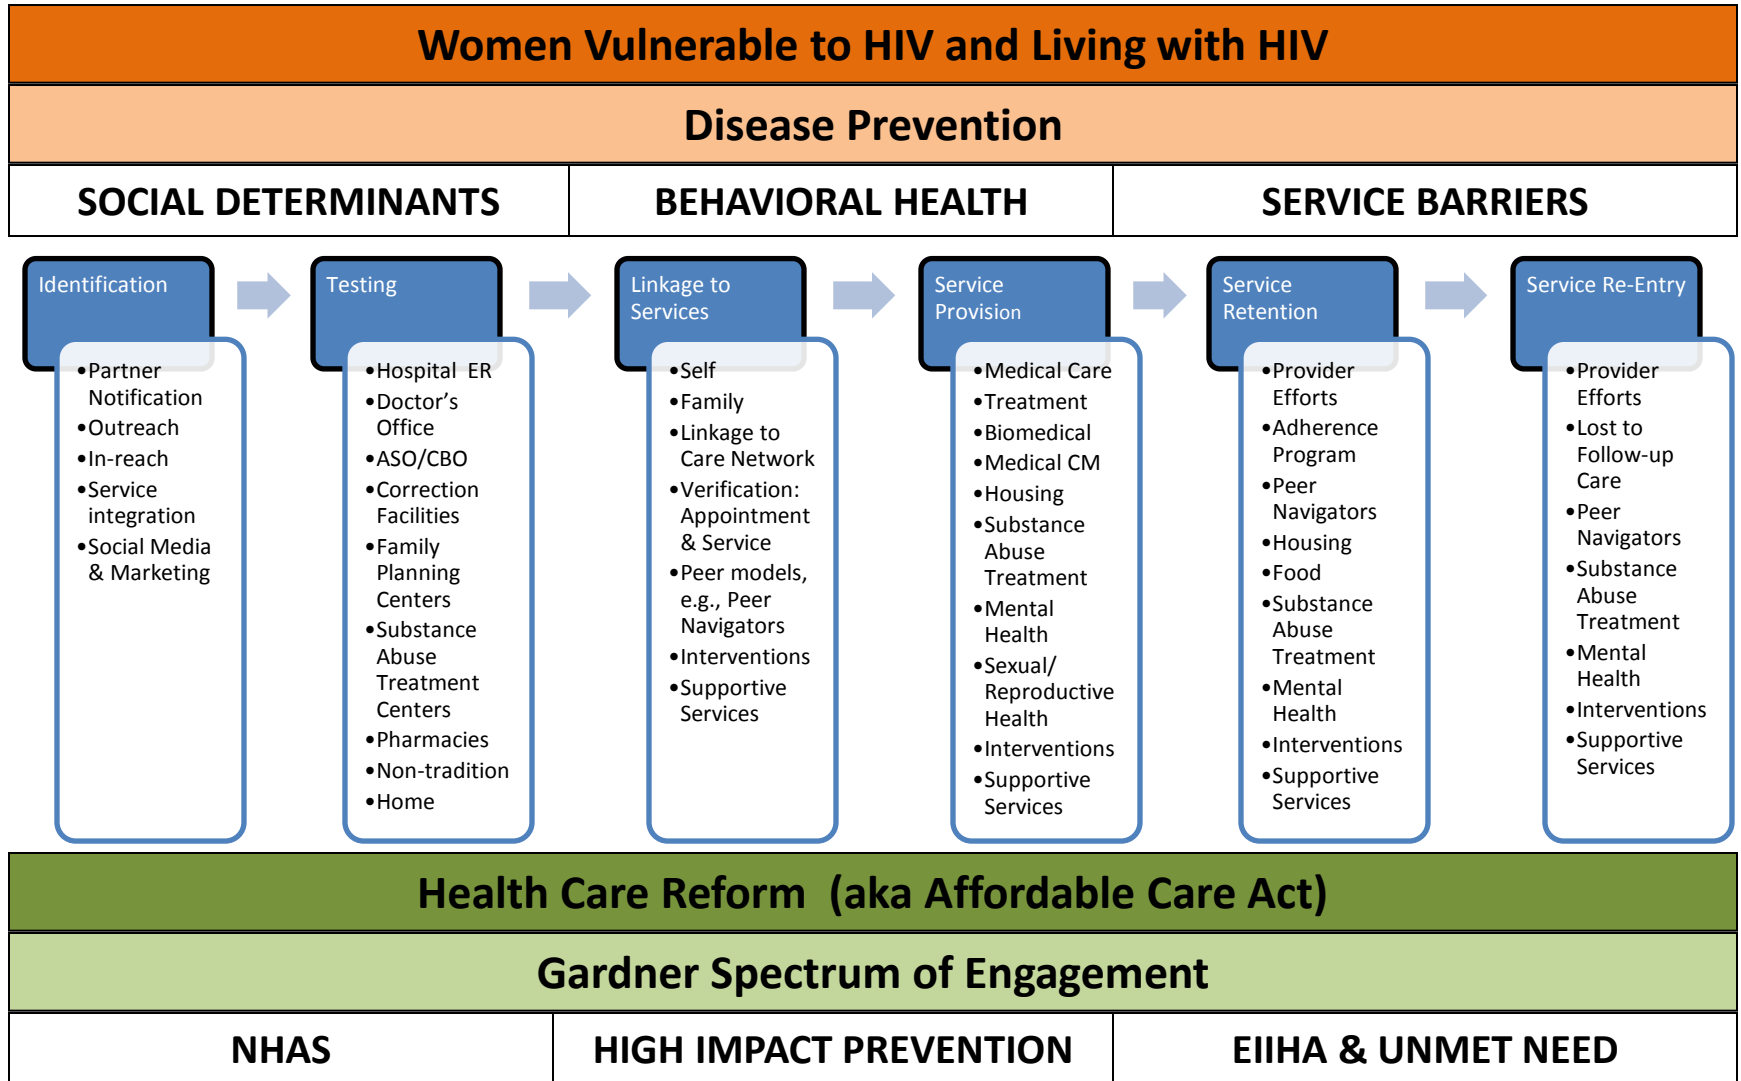 Women Vulnerable to HIV and Living with HIV
Disease Prevention
SOCIAL DETERMINANTS
BEHAVIORAL HEALTH
SERVICE BARRIERS
Identification
•Partner
Notification
•Outreach
•In-reach
•Service
integration
•Social Media
& Marketing
Testing
•Hospital ER
•Doctor's
Office
•ASO/CBO
•Correction
Facilities
•Family
Planning
Centers
•Substance
Abuse
Treatment
Centers
•Pharmacies
•Non-tradition
•Home
Linkage to
Services
•Self
•Family
•Linkage to
Care Network
•Verification:
Appointment
& Service
•Peer models,
e.g., Peer
Navigators
•Interventions
•Supportive
Services
Service
Provision
•Medical Care
•Treatment
•Biomedical
•Medical CM
•Housing
•Substance
Abuse
Treatment
•Mental
Health
•Sexual/
Reproductive
Health
•Interventions
•Supportive
Services
Service
Retention
•Provider
Efforts
•Adherence
Program
•Peer
Navigators
•Housing
•Food
•Substance
Abuse
Treatment
•Mental
Health
•Interventions
•Supportive
Services
Service Re-Entry
•Provider
Efforts
•Lost to
Follow-up
Care
•Peer
Navigators
•Substance
Abuse
Treatment
•Mental
Health
•Interventions
•Supportive
Services
Health Care Reform (aka Affordable Care Act)
Gardner Spectrum of Engagement
NHAS
HIGH IMPACT PREVENTION
EIIHA & UNMET NEED